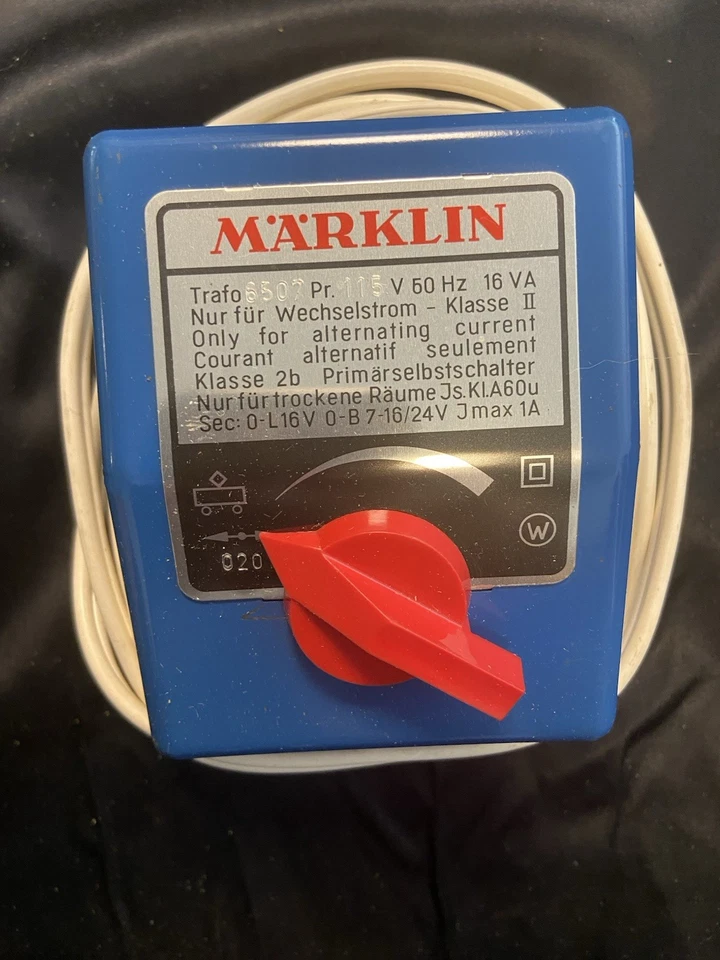 MÄRKLIN
Trafo 6507 Pr. 115 V 50 Hz 16 VA
Nur für Wechselstrom – Klasse II
Only for alternating current
Courant alternatif seulement
Klasse 2b Primärselbstschalter
Nur für trockene Räume Js.Kl.A60u
Sec: 0-L16V 0-B 7-16/24V Jmax 1A
W
020